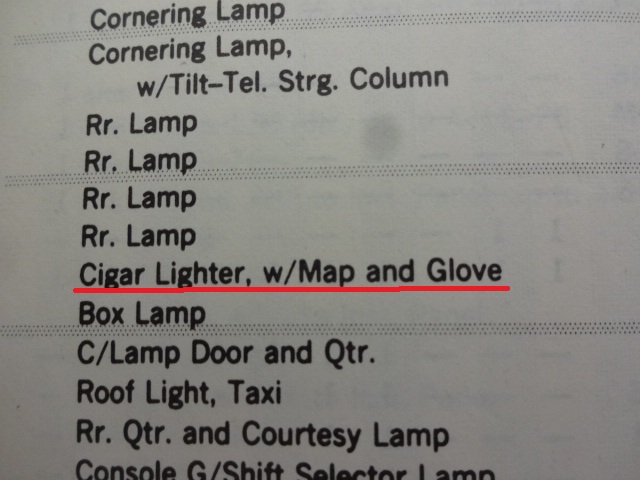 Cornering Lamp
Cornering Lamp,
w/Tilt-Tel. Strg. Column
Rr. Lamp
Rr. Lamp
Rr. Lamp
Rr. Lamp
Cigar Lighter, w/Map and Glove
Box Lamp
C/Lamp Door and Qtr.
Roof Light, Taxi
Rr. Qtr. and Courtesy Lamp
Console G/Shift Selector Lamp